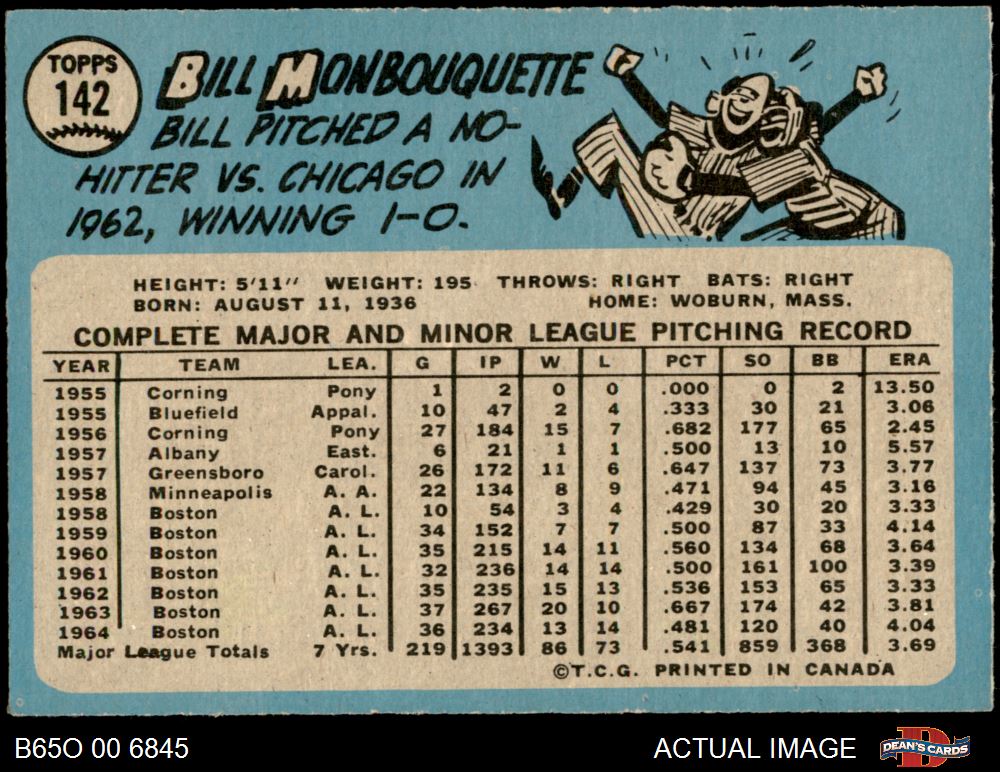 TOPPS
142
BILL MONBOUQUETTE
BILL PITCHED A NO-
HITTER VS. CHICAGO IN
1962, WINNING 1-0.
HEIGHT: 5'11" WEIGHT: 195 THROWS: RIGHT BATS: RIGHT
BORN: AUGUST 11, 1936 HOME: WOBURN, MASS.
COMPLETE MAJOR AND MINOR LEAGUE PITCHING RECORD
YEAR TEAM LEA. G IP W L PCT SO BB ERA
1955 Corning Pony 1 2 0 0 .000 0 2 13.50
1955 Bluefield Appal. 10 47 2 4 .333 30 21 3.06
1956 Corning Pony 27 184 15 7 .682 177 65 2.45
1957 Albany East. 6 21 1 1 .500 13 10 5.57
1957 Greensboro Carol. 26 172 11 6 .647 137 73 3.77
1958 Minneapolis A. A. 22 134 8 9 .471 94 45 3.16
1958 Boston A. L. 10 54 3 4 .429 30 20 3.33
1959 Boston A. L. 34 152 7 7 .500 87 33 4.14
1960 Boston A. L. 35 215 14 11 .560 134 68 3.64
1961 Boston A. L. 32 236 14 14 .500 161 100 3.39
1962 Boston A. L. 35 235 15 13 .536 153 65 3.33
1963 Boston A. L. 37 267 20 10 .667 174 42 3.81
1964 Boston A. L. 36 234 13 14 .481 120 40 4.04
Major League Totals 7 Yrs. 219 1393 86 73 .541 859 368 3.69
©T.C.G. PRINTED IN CANADA
B65O 00 6845 ACTUAL IMAGE DEAN'S CARDS